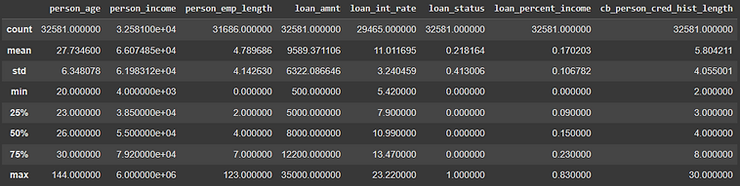 person_age person_income person_emp_length loan_amnt loan_int_rate loan_status loan_percent_income cb_person_cred_hist_length
count 32581.000000 3.258100e+04 31686.000000 32581.000000 29465.000000 32581.000000 32581.000000 32581.000000
mean 27.734600 6.607485e+04 4.789686 9589.371106 11.011695 0.218164 0.170203 5.804211
std 6.348078 6.198312e+04 4.142630 6322.086646 3.240459 0.413006 0.106782 4.055001
min 20.000000 4.000000e+03 0.000000 500.000000 5.420000 0.000000 0.000000 2.000000
25% 23.000000 3.850000e+04 2.000000 5000.000000 7.900000 0.000000 0.090000 3.000000
50% 26.000000 5.500000e+04 4.000000 8000.000000 10.990000 0.000000 0.150000 4.000000
75% 30.000000 7.920000e+04 7.000000 12200.000000 13.470000 0.000000 0.230000 8.000000
max 144.000000 6.000000e+06 123.000000 35000.000000 23.220000 1.000000 0.830000 30.000000